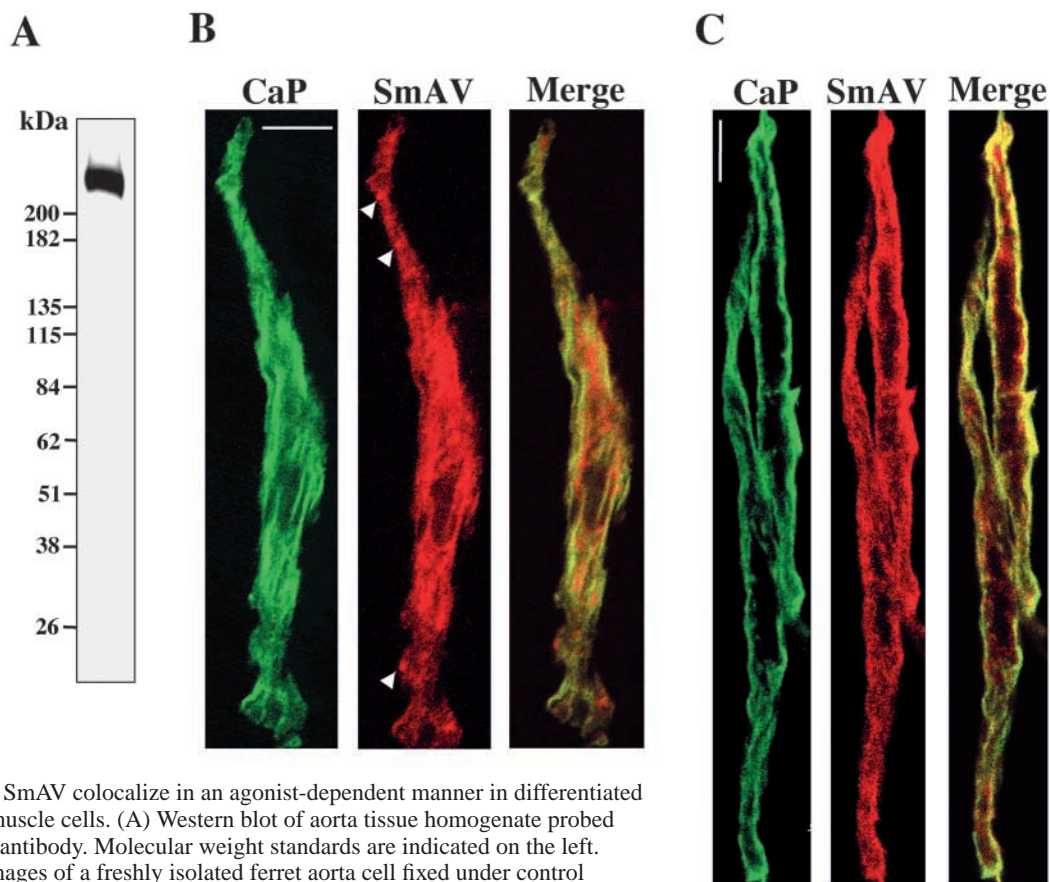 A
B
C
kDa
200
182
135
115
84
62
51
38
26
CaP SmAV Merge
CaP SmAV Merge
SmAV colocalize in an agonist-dependent manner in differentiated
muscle cells. (A) Western blot of aorta tissue homogenate probed
antibody. Molecular weight standards are indicated on the left.
of a freshly isolated ferret aorta cell fixed under control